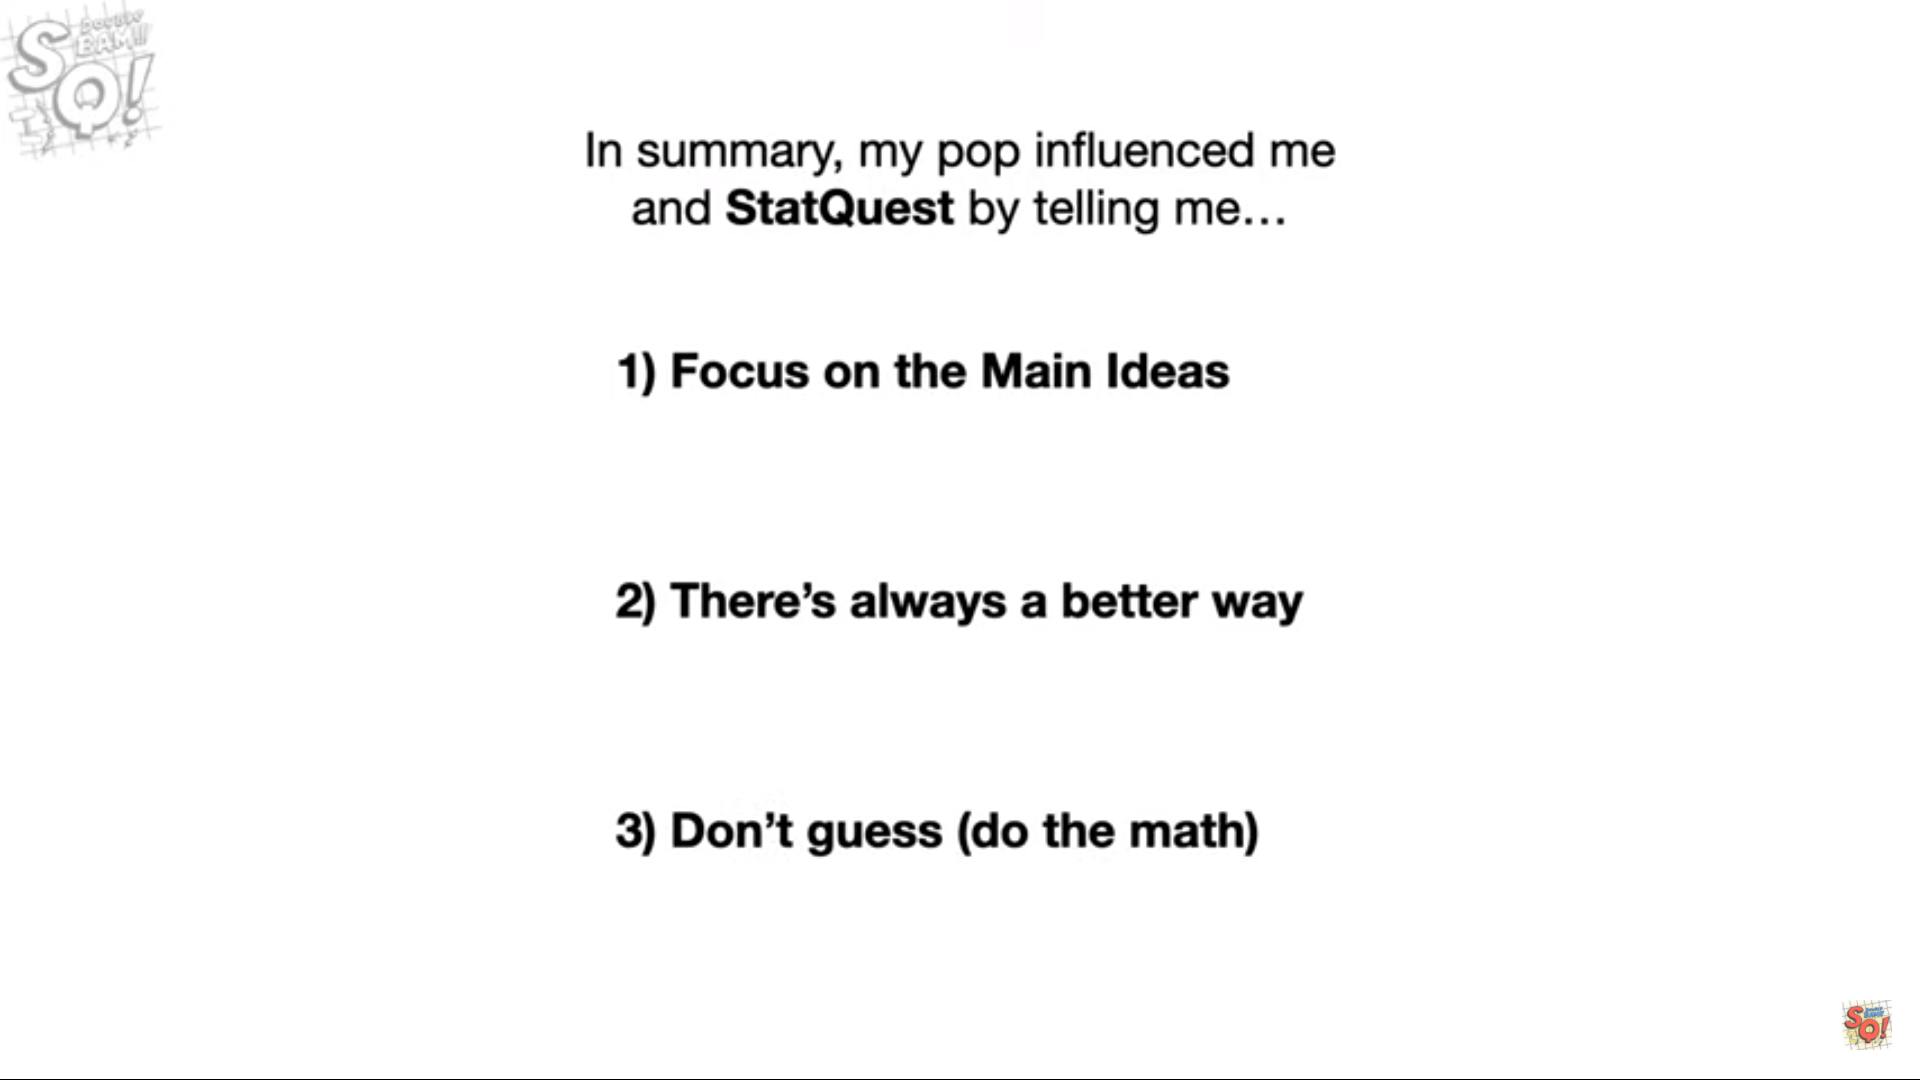 DOUBLE
BAM!!!
SQ!
In summary, my pop influenced me
and StatQuest by telling me…
1) Focus on the Main Ideas
2) There’s always a better way
3) Don’t guess (do the math)
SQ!